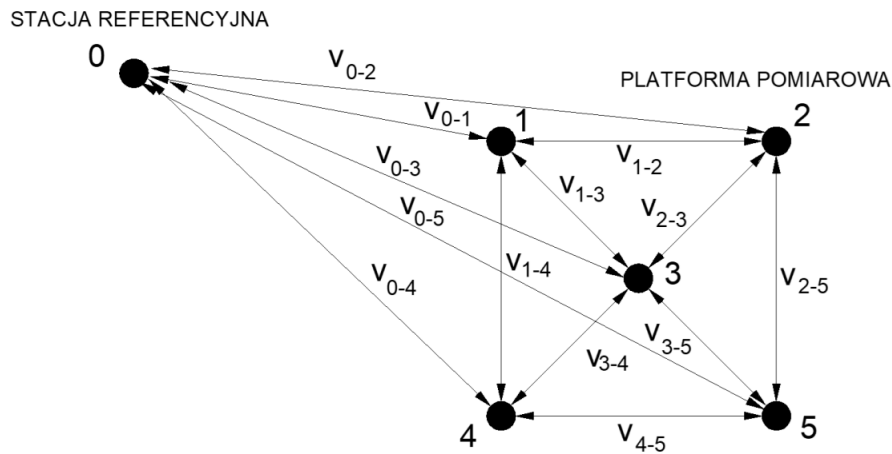 STACJA REFERENCYJNA
0
v0-2
PLATFORMA POMIAROWA
1
2
v0-1
v1-2
v0-3
v1-3
v2-3
v0-5
v1-4
3
v0-4
v2-5
v3-4
v3-5
4
v4-5
5